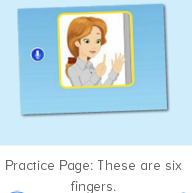 Practice Page: These are six
fingers.